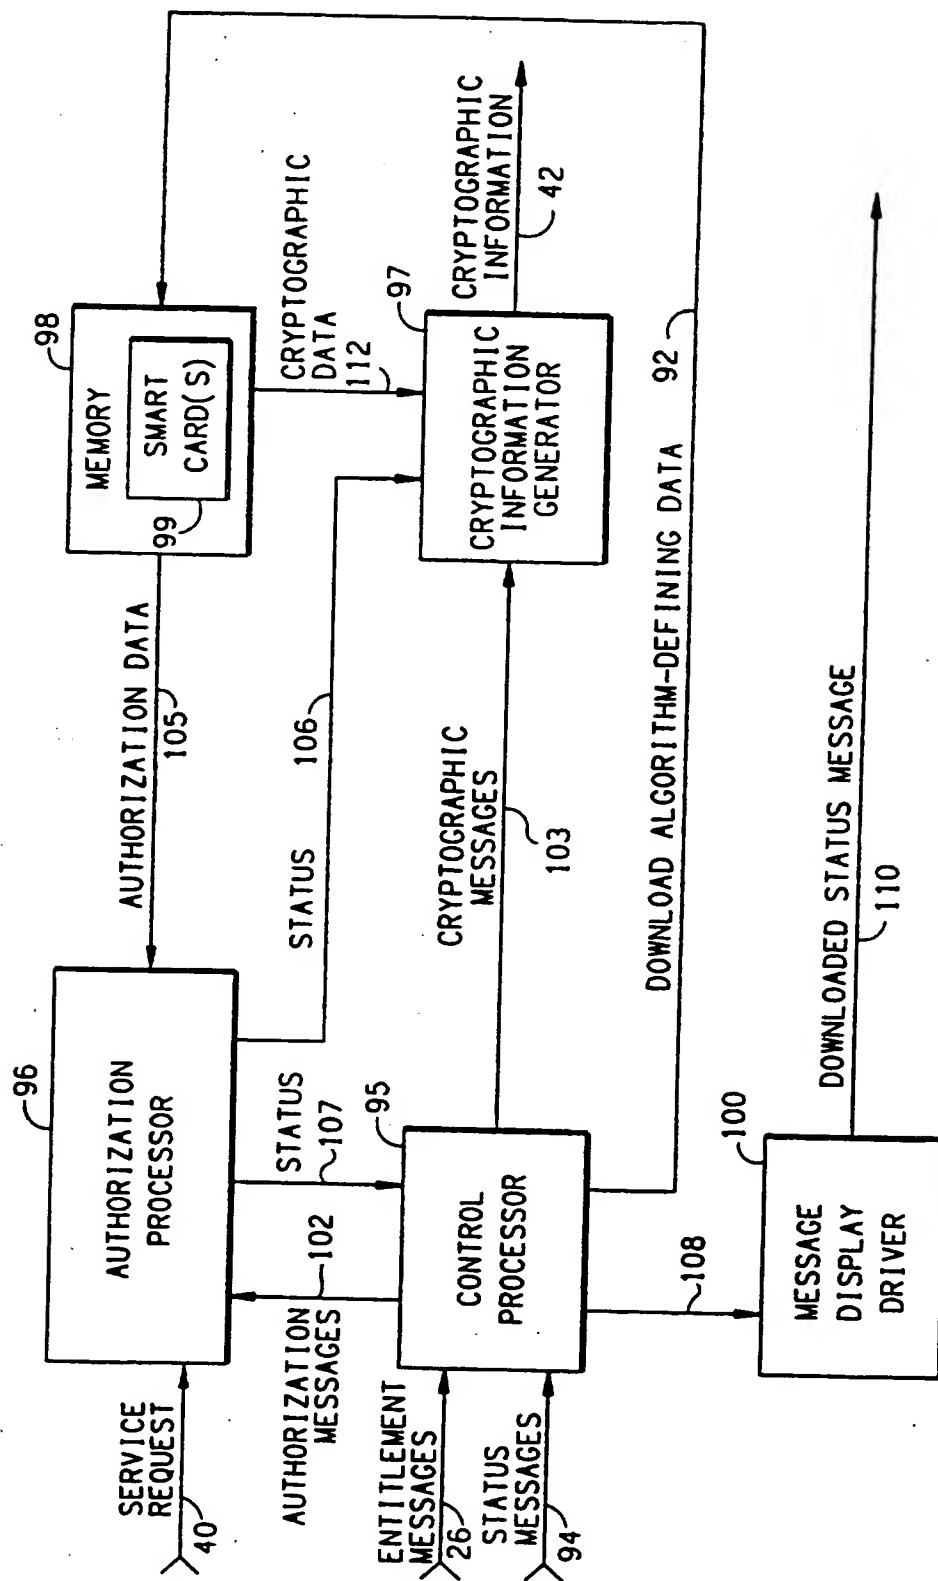 SERVICE
REQUEST
40
96
AUTHORIZATION
PROCESSOR
AUTHORIZATION DATA
105
98
MEMORY
SMART
CARD(S)
99
STATUS
106
CRYPTOGRAPHIC
DATA
112
AUTHORIZATION
MESSAGES
102
STATUS
107
ENTITLEMENT
MESSAGES
26
STATUS
MESSAGES
94
95
CONTROL
PROCESSOR
CRYPTOGRAPHIC
MESSAGES
103
97
CRYPTOGRAPHIC
INFORMATION
GENERATOR
CRYPTOGRAPHIC
INFORMATION
42
108
DOWNLOAD ALGORITHM-DEFINING DATA
92
100
MESSAGE
DISPLAY
DRIVER
DOWNLOADED STATUS MESSAGE
110